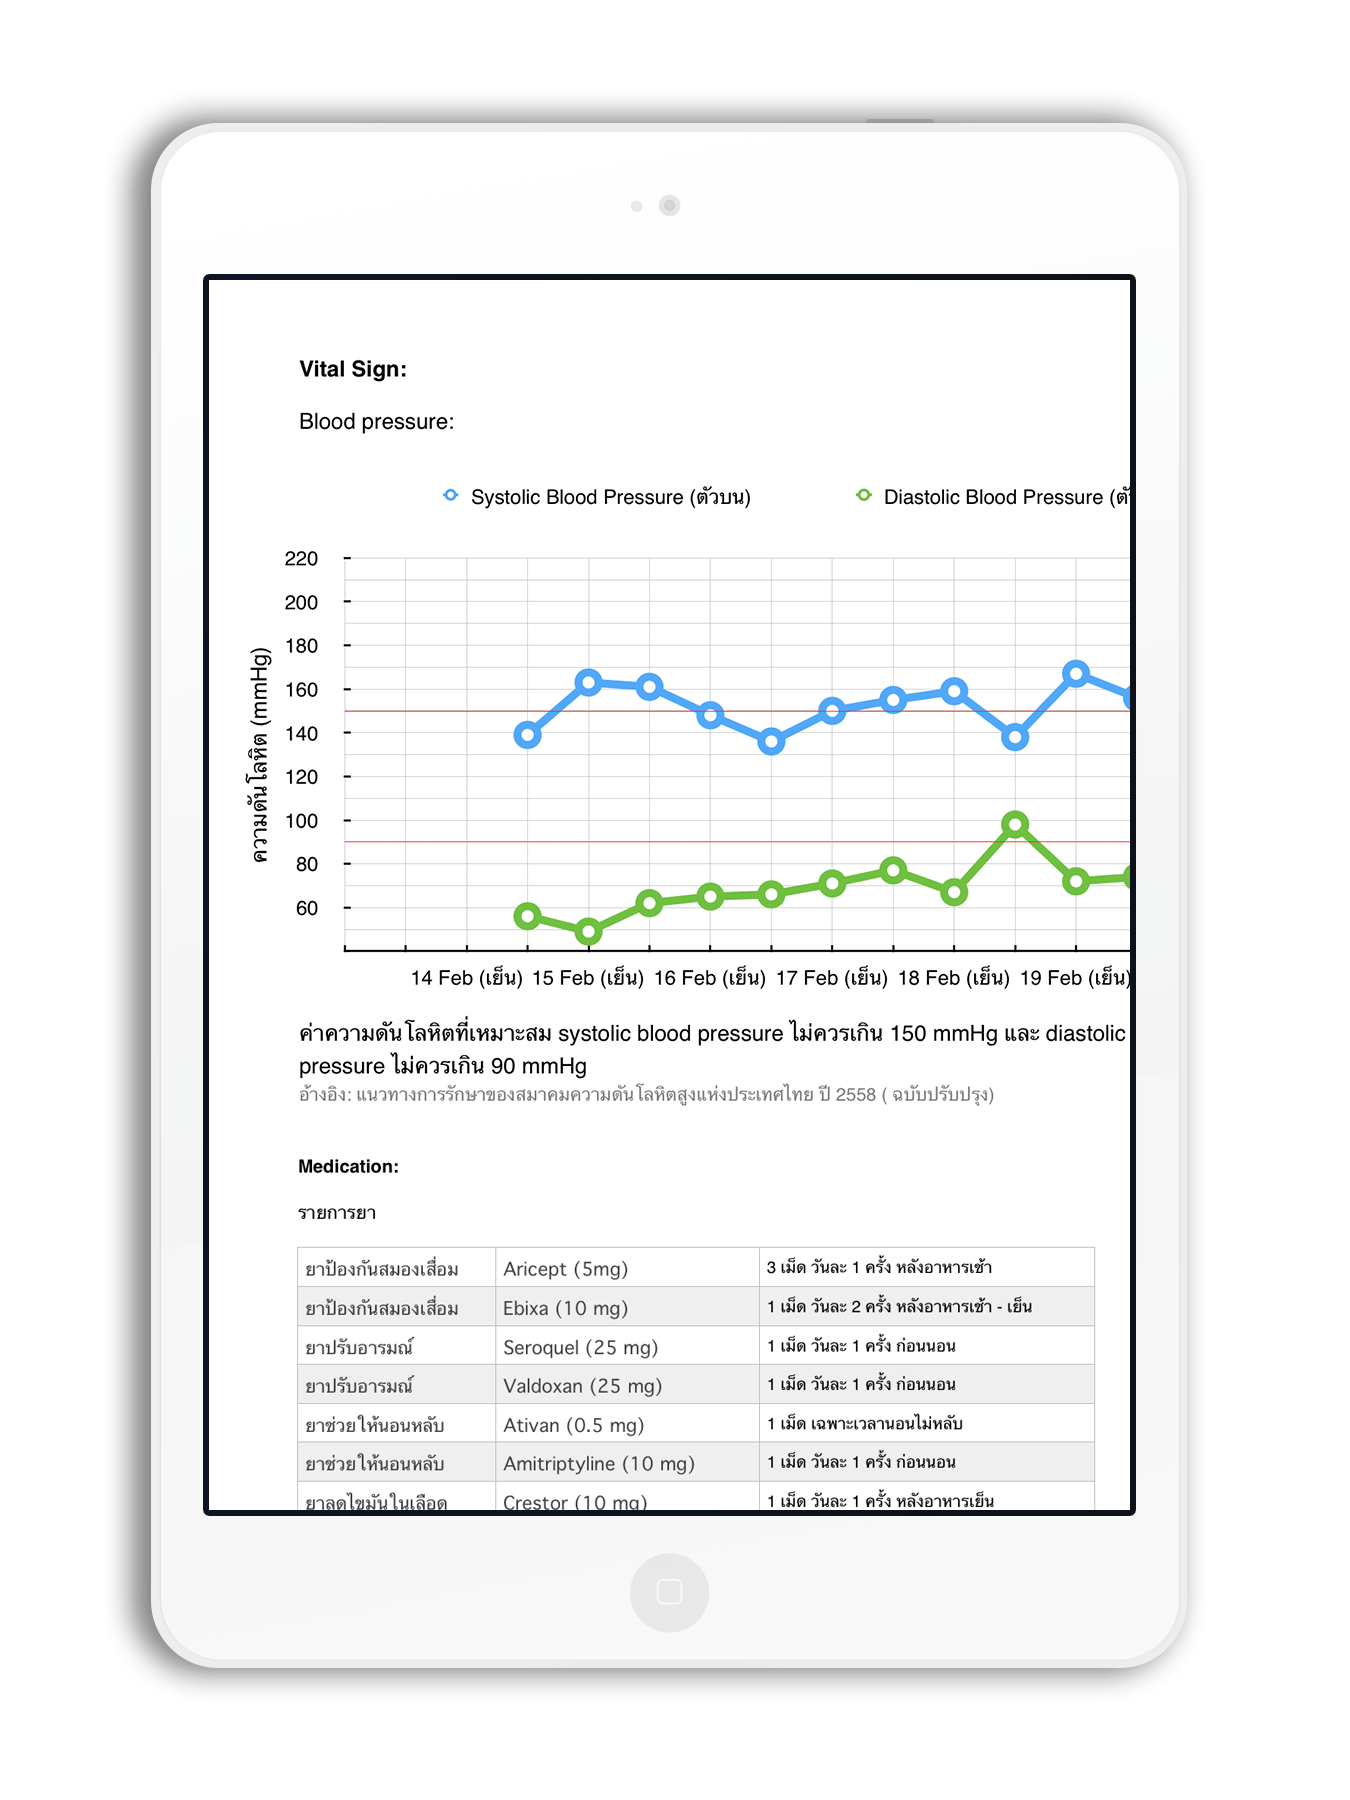 Vital Sign:
Blood pressure:
Systolic Blood Pressure (ตัวบน)
Diastolic Blood Pressure
ความดันโลหิต (mmHg)
220
200
180
160
140
120
100
80
60
14 Feb (เย็น) 15 Feb (เย็น) 16 Feb (เย็น) 17 Feb (เย็น) 18 Feb (เย็น) 19 Feb (เย็น)
ค่าความดันโลหิตที่เหมาะสม systolic blood pressure ไม่ควรเกิน 150 mmHg และ diastolic
pressure ไม่ควรเกิน 90 mmHg
อ้างอิง: แนวทางการรักษาของสมาคมความดันโลหิตสูงแห่งประเทศไทย ปี 2558 ( ฉบับปรับปรุง)
Medication:
รายการยา
ยาป้องกันสมองเสื่อม Aricept (5mg) 3 เม็ด วันละ 1 ครั้ง หลังอาหารเช้า
ยาป้องกันสมองเสื่อม Ebixa (10 mg) 1 เม็ด วันละ 2 ครั้ง หลังอาหารเช้า - เย็น
ยาปรับอารมณ์ Seroquel (25 mg) 1 เม็ด วันละ 1 ครั้ง ก่อนนอน
ยาปรับอารมณ์ Valdoxan (25 mg) 1 เม็ด วันละ 1 ครั้ง ก่อนนอน
ยาช่วยให้นอนหลับ Ativan (0.5 mg) 1 เม็ด เฉพาะเวลานอนไม่หลับ
ยาช่วยให้นอนหลับ Amitriptyline (10 mg) 1 เม็ด วันละ 1 ครั้ง ก่อนนอน
ยาลดไขมันในเลือด Crestor (10 mg) 1 เม็ด วันละ 1 ครั้ง หลังอาหารเย็น